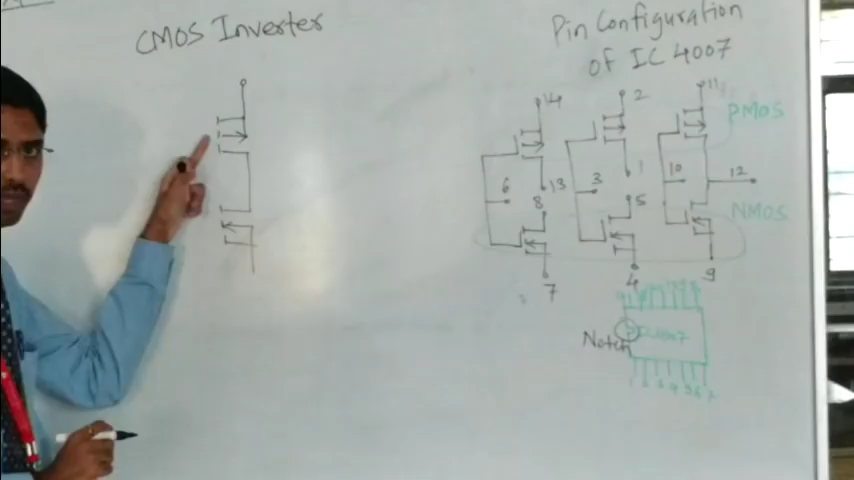 CMOS Inverter
Pin Configuration
of IC 4007
14
2
11
PMOS
6
13
3
1
10
12
8
5
NMOS
7
4
9
Notch
IC4007